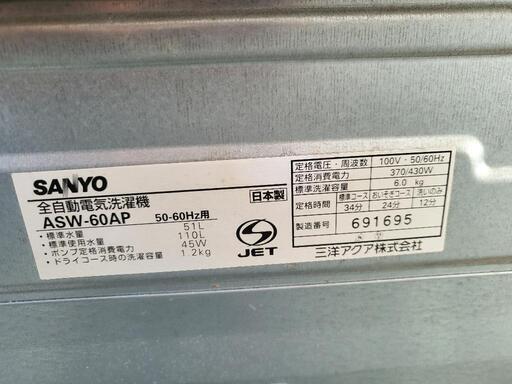 SANYO
全自動電気洗濯機
日本製
ASW-60AP 50-60Hz用
・標準水量 51L
・標準使用水量 110L
・ポンプ定格消費電力 45W
・ドライコース時の洗濯容量 1.2kg
JET
定格電圧・周波数 100V・50/60Hz
定格消費電力 370/430W
標準洗濯容量 6.0 kg
定格時間 標準コース おいそぎコース 洗いのみ
34分 24分 12分
製造番号 691695
三洋アクア株式会社